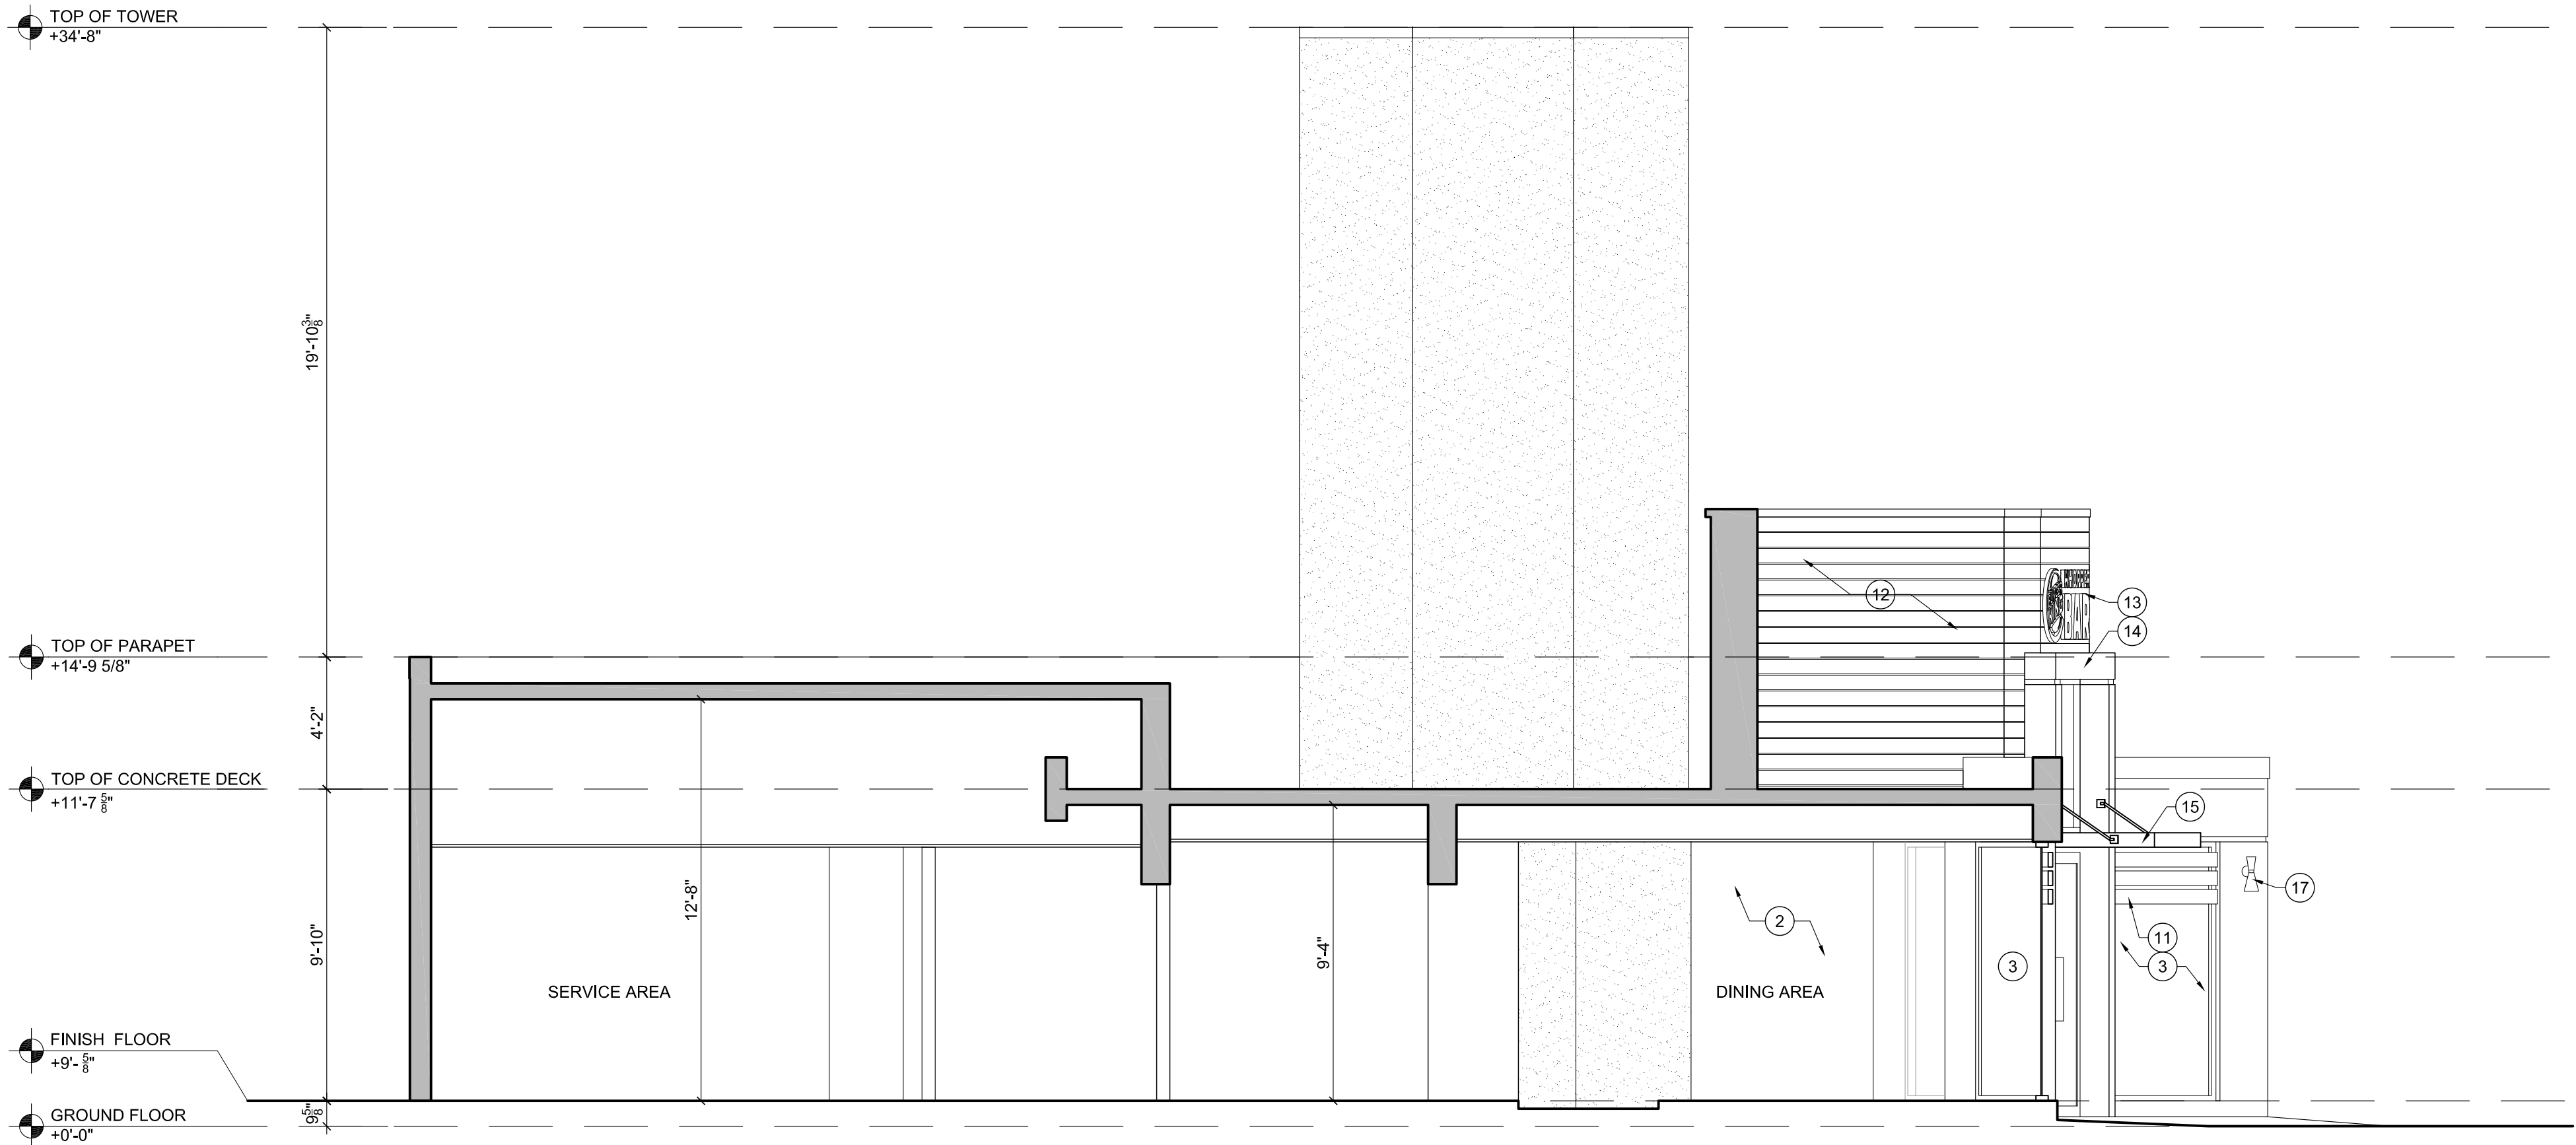 TOP OF TOWER
+34'-8"
19'-10 3/8"
12
13
14
TOP OF PARAPET
+14'-9 5/8"
4'-2"
TOP OF CONCRETE DECK
+11'-7 5/8"
15
12'-8"
17
2
9'-10"
9'-4"
11
3
3
SERVICE AREA
DINING AREA
FINISH FLOOR
+9'- 5/8"
9 5/8"
GROUND FLOOR
+0'-0"